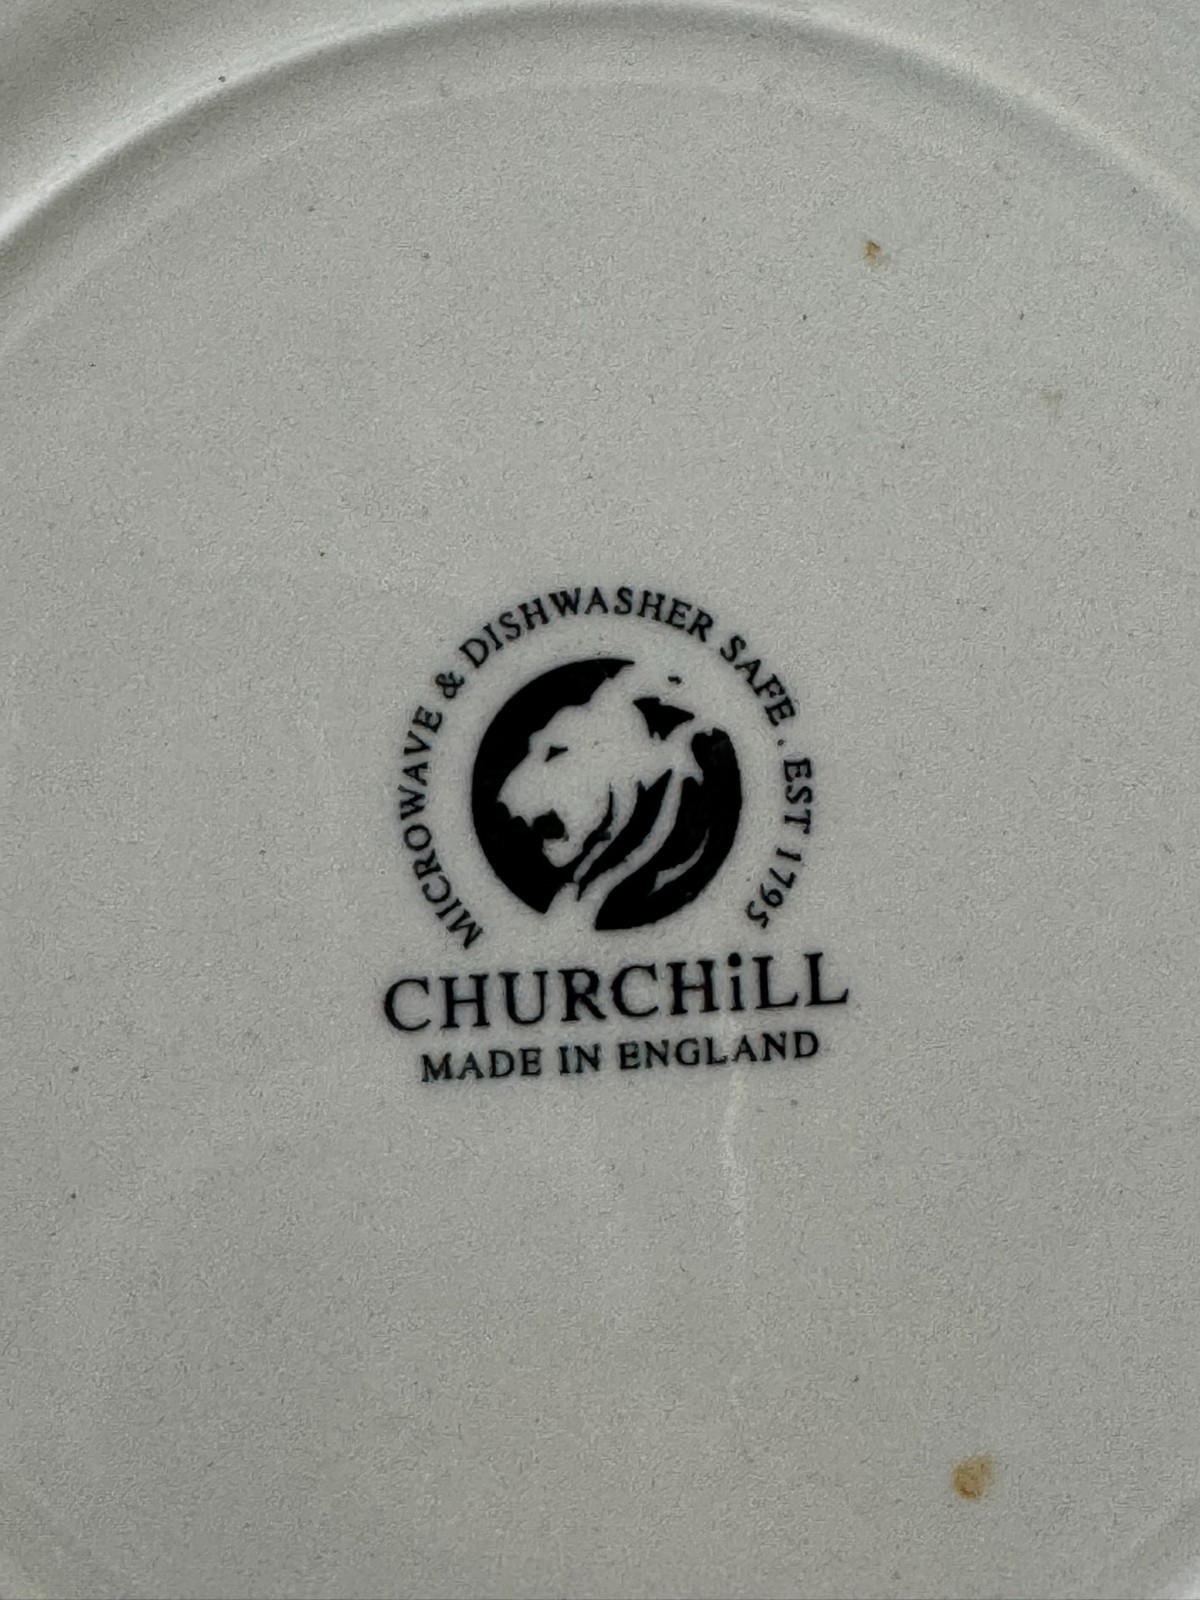 MICROWAVE & DISHWASHER SAFE . EST 1795
CHURCHiLL
MADE IN ENGLAND